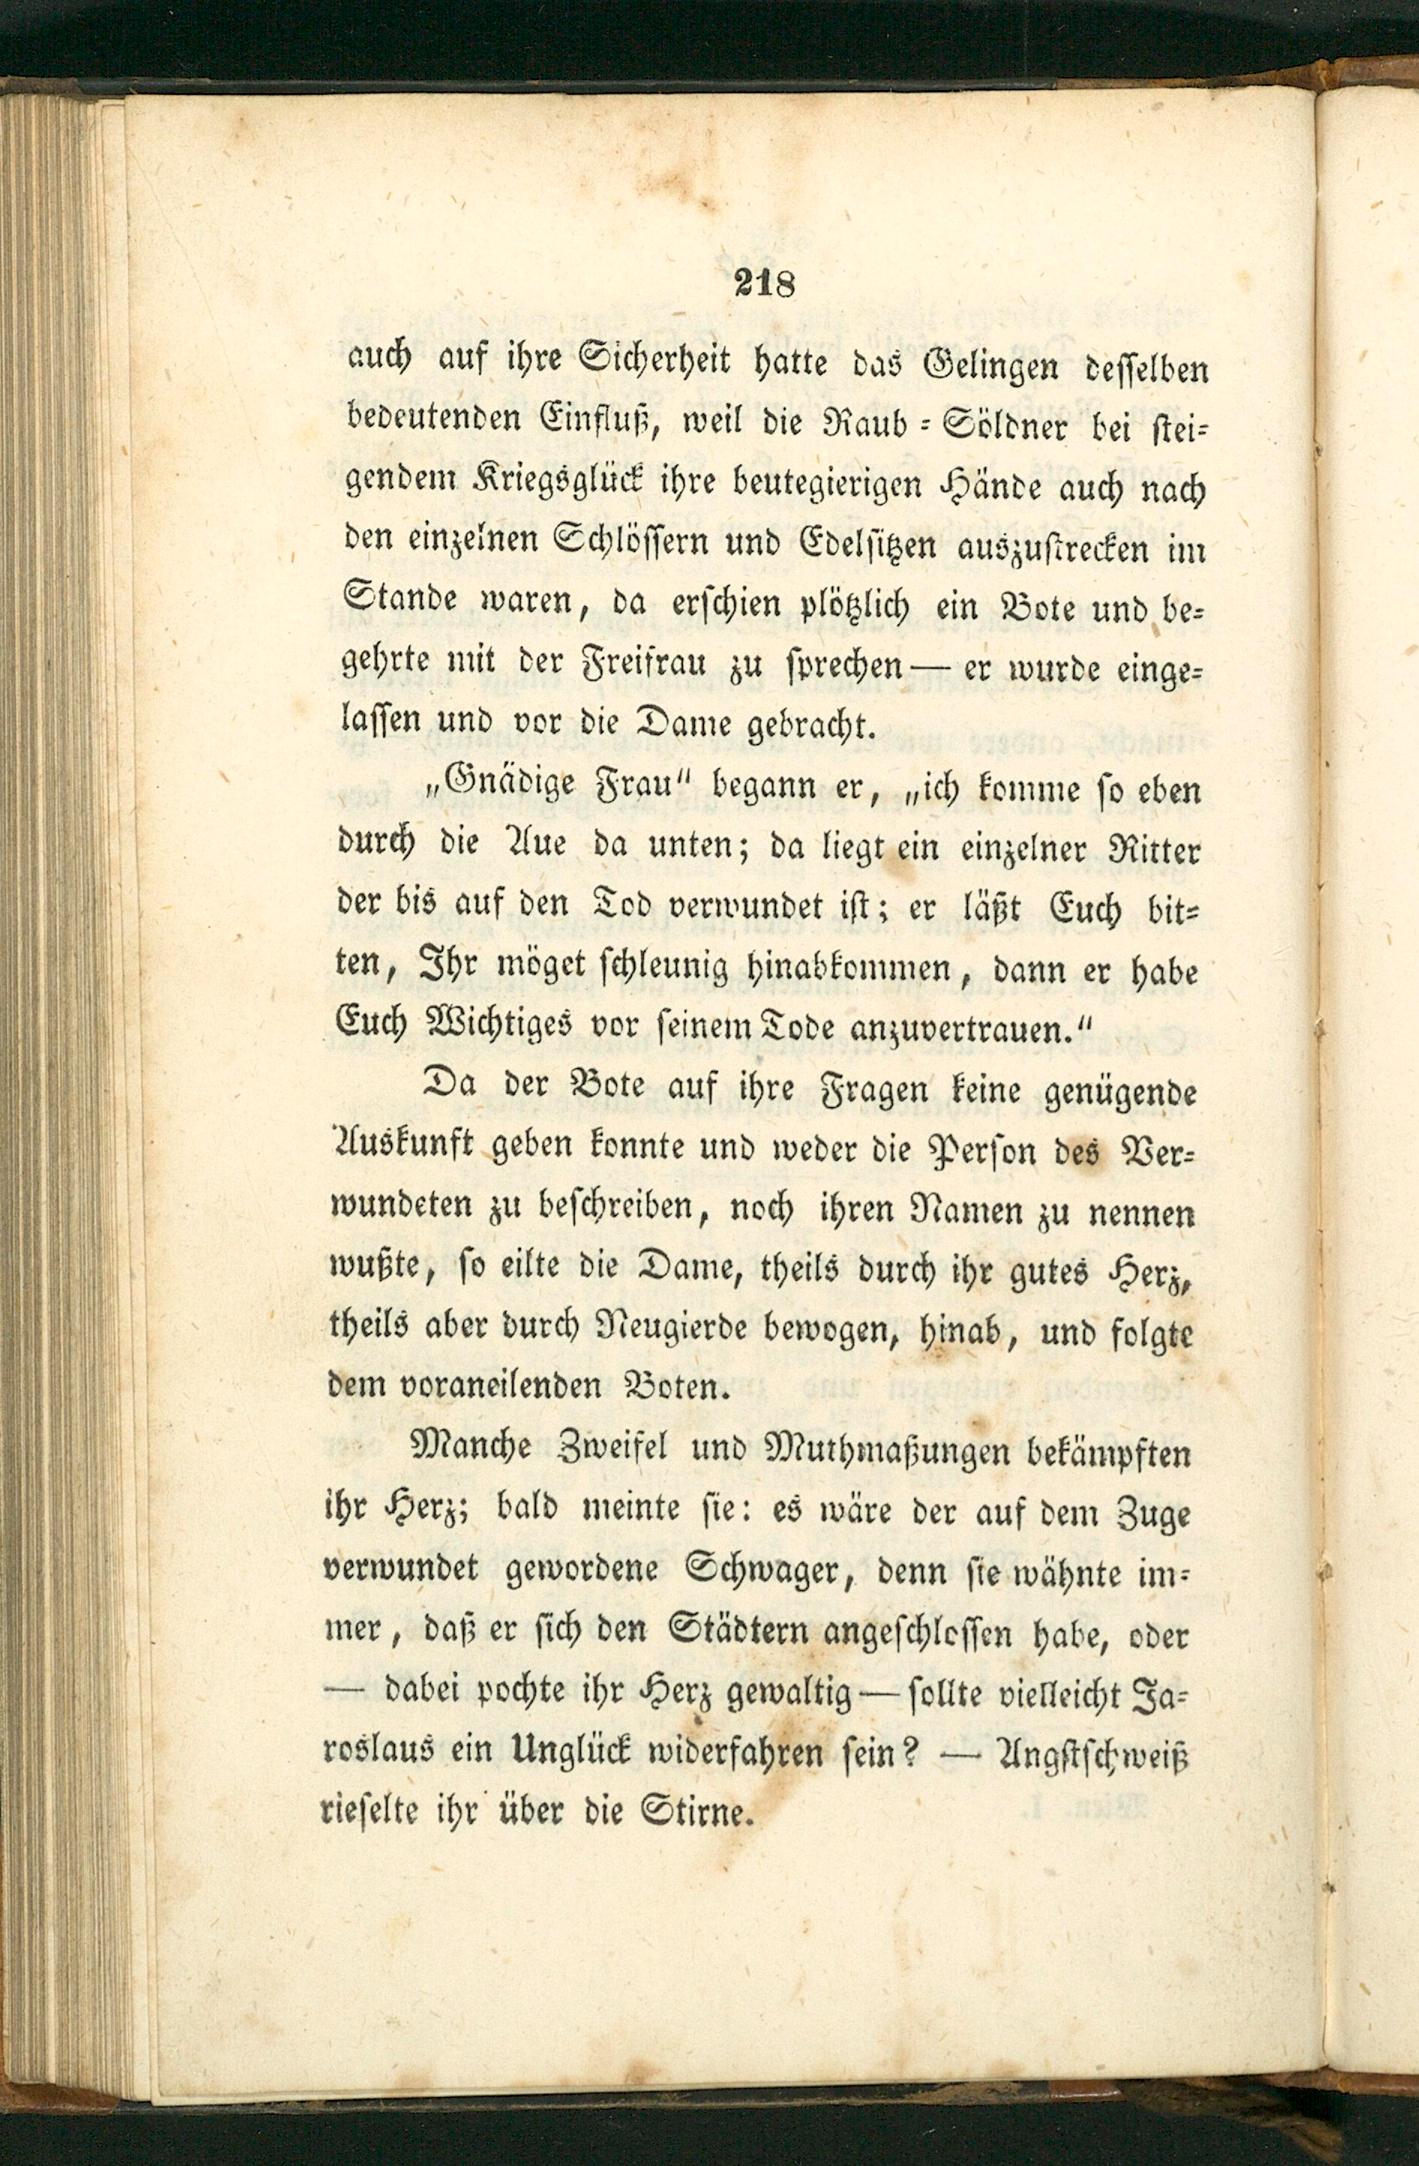 218
auch auf ihre Sicherheit hatte das Gelingen desselben
bedeutenden Einfluß, weil die Raub-Söldner bei stei-
gendem Kriegsglück ihre beutegierigen Hände auch nach
den einzelnen Schlössern und Edelsitzen auszustrecken im
Stande waren, da erschien plötzlich ein Bote und be-
gehrte mit der Freifrau zu sprechen — er wurde einge-
lassen und vor die Dame gebracht.
„Gnädige Frau" begann er, „ich komme so eben
durch die Aue da unten; da liegt ein einzelner Ritter
der bis auf den Tod verwundet ist; er läßt Euch bit-
ten, Ihr möget schleunig hinabkommen, dann er habe
Euch Wichtiges vor seinem Tode anzuvertrauen."
Da der Bote auf ihre Fragen keine genügende
Auskunft geben konnte und weder die Person des Ver-
wundeten zu beschreiben, noch ihren Namen zu nennen
wußte, so eilte die Dame, theils durch ihr gutes Herz,
theils aber durch Neugierde bewogen, hinab, und folgte
dem voraneilenden Boten.
Manche Zweifel und Muthmaßungen bekämpften
ihr Herz; bald meinte sie: es wäre der auf dem Zuge
verwundet gewordene Schwager, denn sie wähnte im-
mer, daß er sich den Städtern angeschlossen habe, oder
— dabei pochte ihr Herz gewaltig — sollte vielleicht Ja-
roslaus ein Unglück widerfahren sein? — Angstschweiß
rieselte ihr über die Stirne.